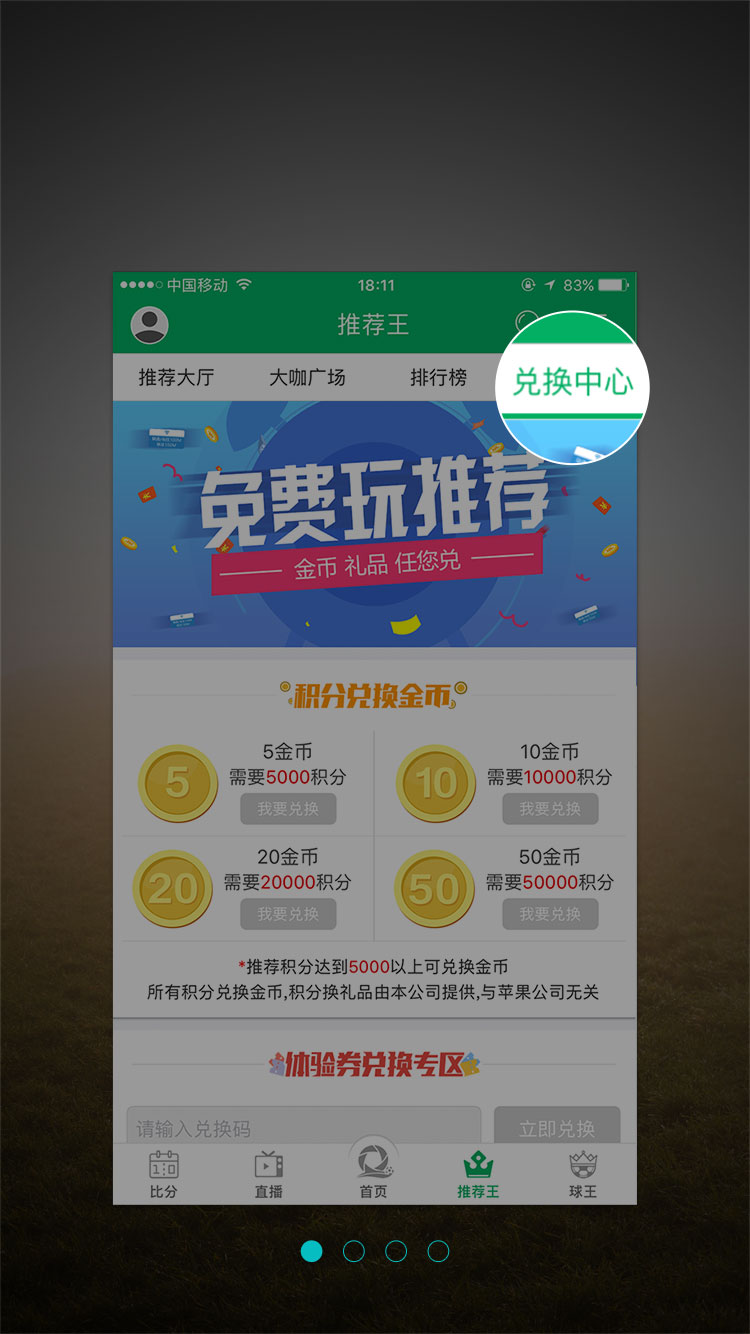 中国移动
18:11
83%
推荐王
推荐大厅
大咖广场
排行榜
兑换中心
免费玩推荐
金币 礼品 任您兑
积分兑换金币
5
5金币
需要5000积分
我要兑换
10
10金币
需要10000积分
我要兑换
20
20金币
需要20000积分
我要兑换
50
50金币
需要50000积分
我要兑换
*推荐积分达到5000以上可兑换金币
所有积分兑换金币,积分换礼品由本公司提供,与苹果公司无关
体验券兑换专区
请输入兑换码
立即兑换
1:0
比分
直播
首页
推荐王
球王